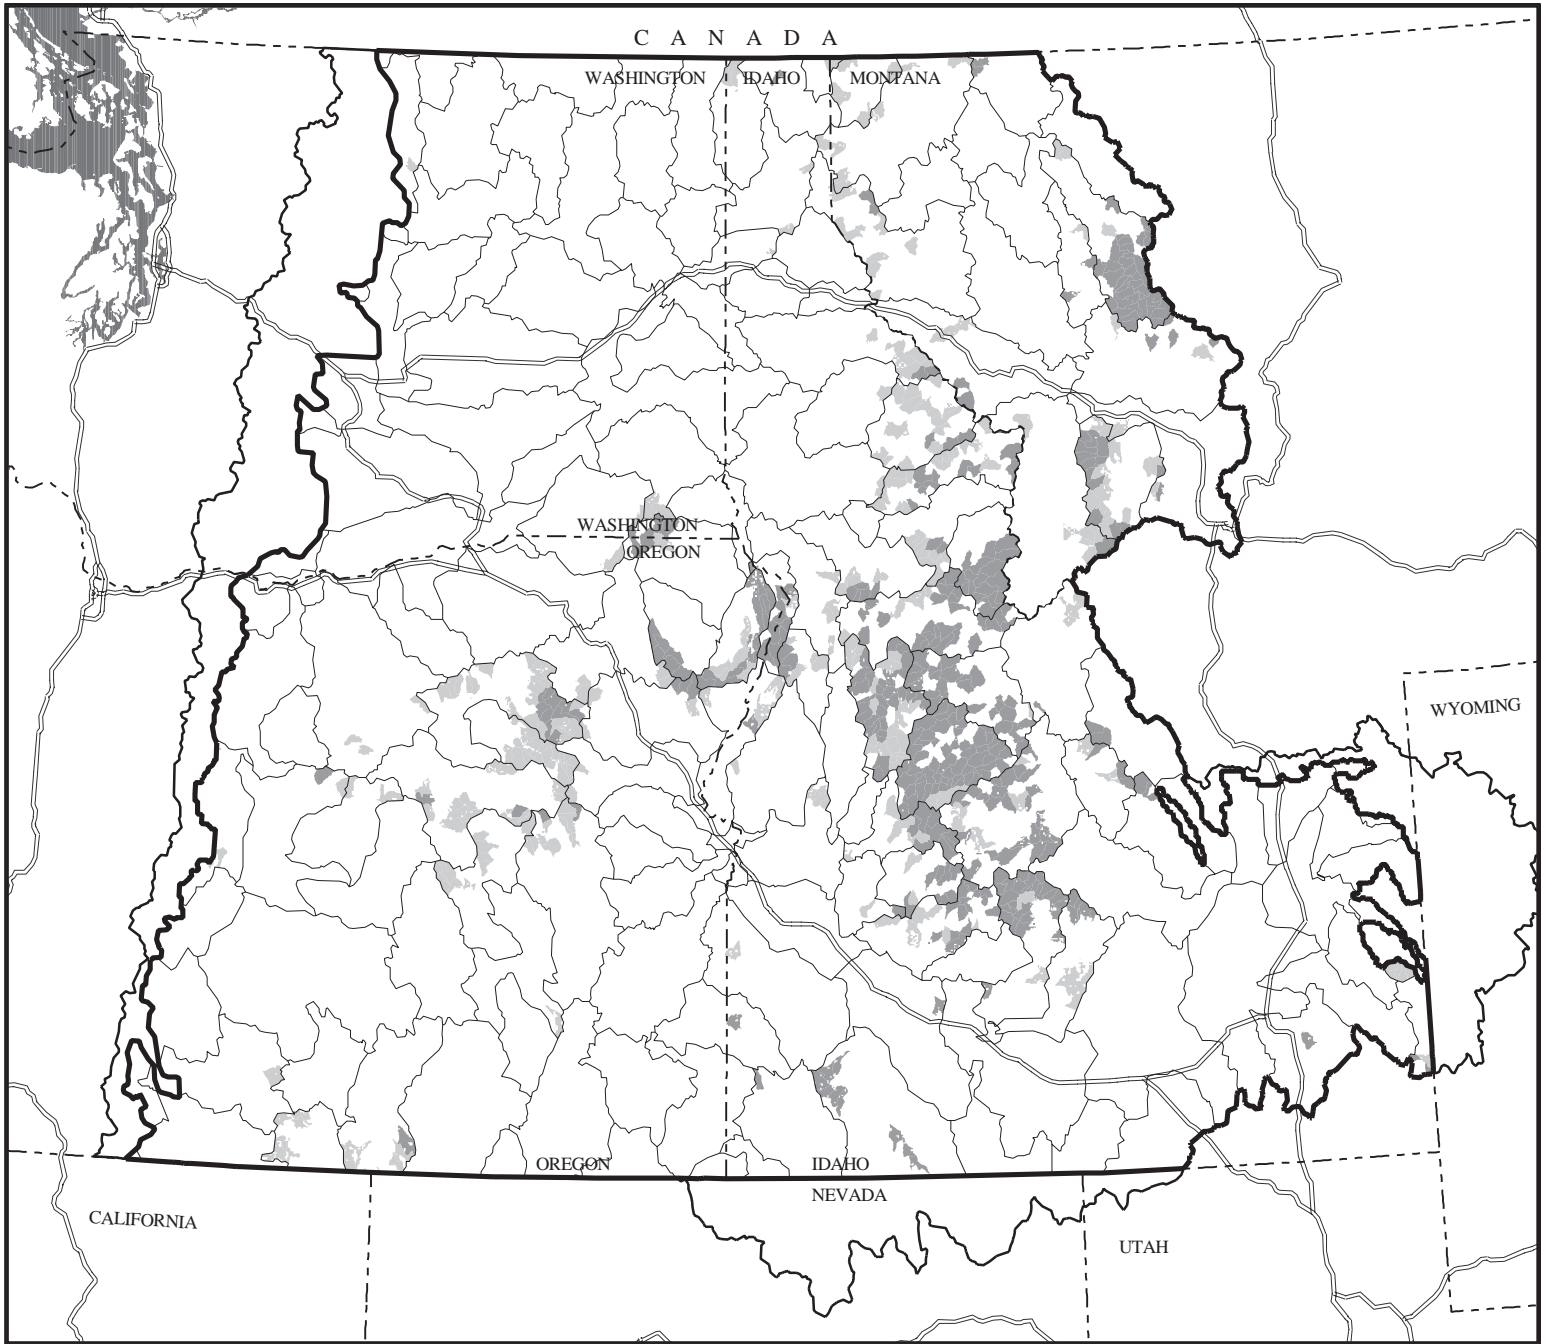 C A N A D A
WASHINGTON
IDAHO
MONTANA
WASHINGTON
OREGON
WYOMING
OREGON
IDAHO
NEVADA
CALIFORNIA
UTAH